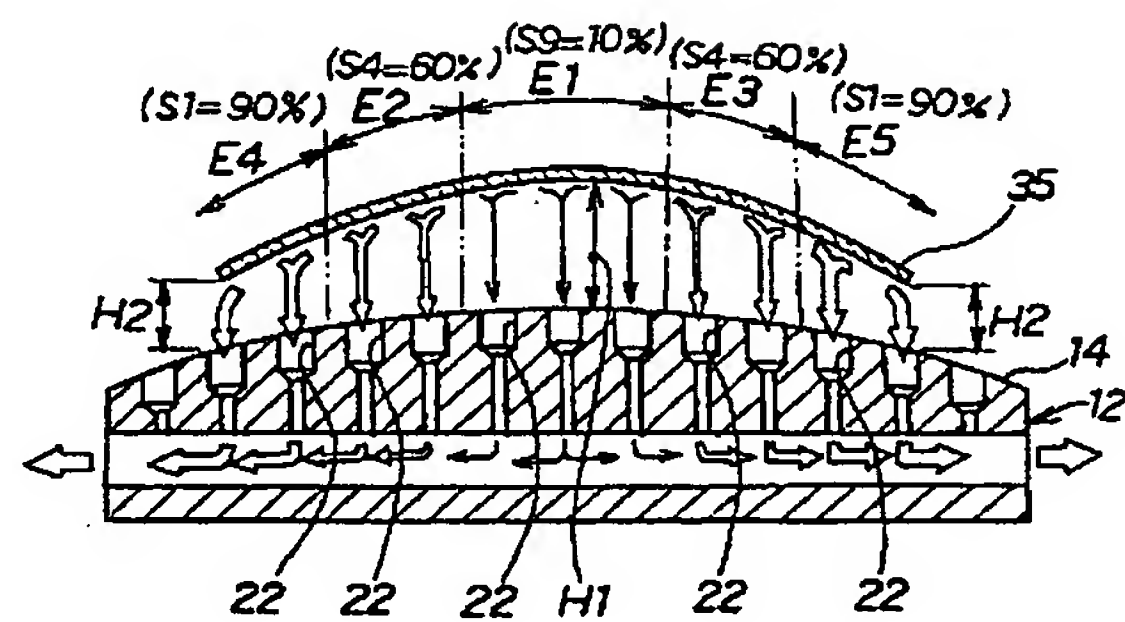 (S9=10%)
(S4=60%) (S4=60%)
E1
(S1=90%) E2 E3 (S1=90%)
E4 E5
35
H2 H2
14
12
22 22 22 H1 22 22